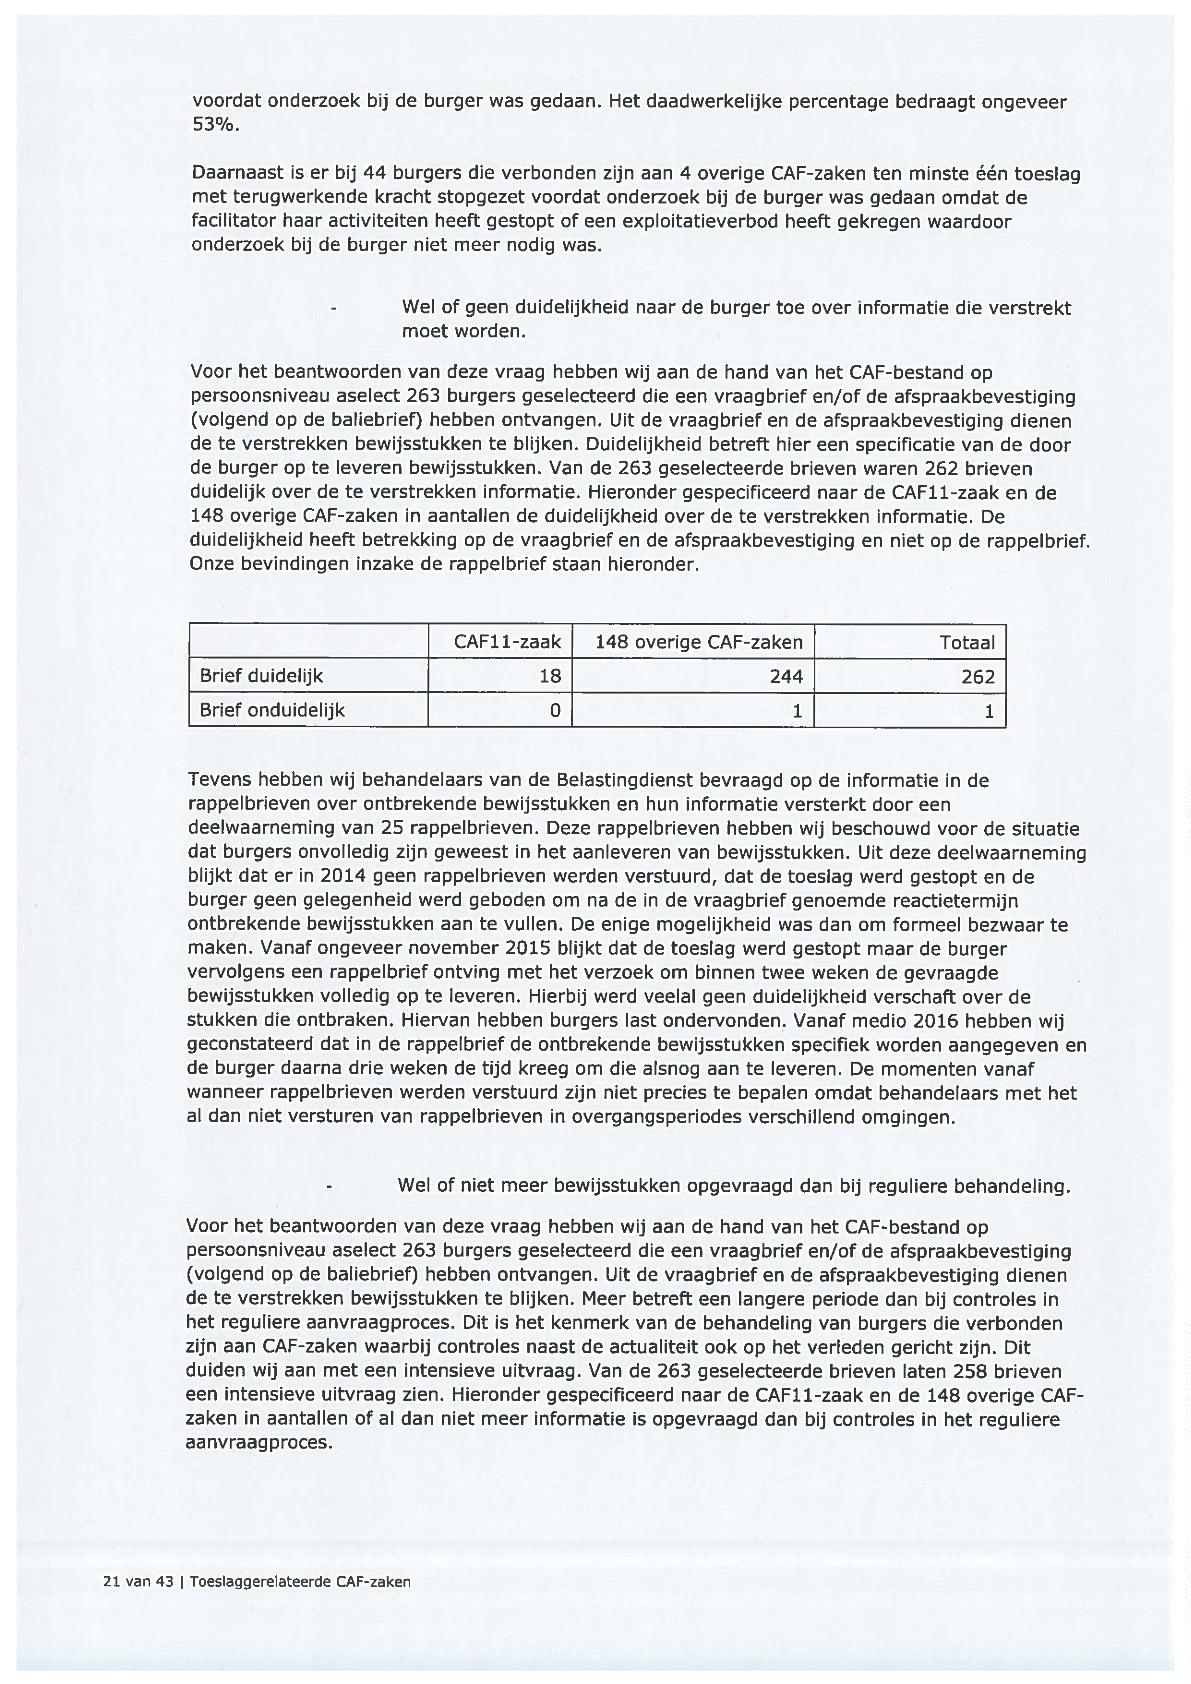 voordat onderzoek bij de burger was gedaan. Het daadwerkelijke percentage bedraagt ongeveer
53%.
Daarnaast is er bij 44 burgers die verbonden zijn aan 4 overige CAF-zaken ten minste één toeslag
met terugwerkende kracht stopgezet voordat onderzoek bij de burger was gedaan omdat de
facilitator haar activiteiten heeft gestopt of een exploitatieverbod heeft gekregen waardoor
onderzoek bij de burger niet meer nodig was.
- Wel of geen duidelijkheid naar de burger toe over informatie die verstrekt
moet worden.
Voor het beantwoorden van deze vraag hebben wij aan de hand van het CAF-bestand op
persoonsniveau aselect 263 burgers geselecteerd die een vraagbrief en/of de afspraakbevestiging
(volgend op de baliebrief) hebben ontvangen. Uit de vraagbrief en de afspraakbevestiging dienen
de te verstrekken bewijsstukken te blijken. Duidelijkheid betreft hier een specificatie van de door
de burger op te leveren bewijsstukken. Van de 263 geselecteerde brieven waren 262 brieven
duidelijk over de te verstrekken informatie. Hieronder gespecificeerd naar de CAF11-zaak en de
148 overige CAF-zaken in aantallen de duidelijkheid over de te verstrekken informatie. De
duidelijkheid heeft betrekking op de vraagbrief en de afspraakbevestiging en niet op de rappelbrief.
Onze bevindingen inzake de rappelbrief staan hieronder.
CAF11-zaak 148 overige CAF-zaken Totaal
Brief duidelijk 18 244 262
Brief onduidelijk 0 1 1
Tevens hebben wij behandelaars van de Belastingdienst bevraagd op de informatie in de
rappelbrieven over ontbrekende bewijsstukken en hun informatie versterkt door een
deelwaarneming van 25 rappelbrieven. Deze rappelbrieven hebben wij beschouwd voor de situatie
dat burgers onvolledig zijn geweest in het aanleveren van bewijsstukken. Uit deze deelwaarneming
blijkt dat er in 2014 geen rappelbrieven werden verstuurd, dat de toeslag werd gestopt en de
burger geen gelegenheid werd geboden om na de in de vraagbrief genoemde reactietermijn
ontbrekende bewijsstukken aan te vullen. De enige mogelijkheid was dan om formeel bezwaar te
maken. Vanaf ongeveer november 2015 blijkt dat de toeslag werd gestopt maar de burger
vervolgens een rappelbrief ontving met het verzoek om binnen twee weken de gevraagde
bewijsstukken volledig op te leveren. Hierbij werd veelal geen duidelijkheid verschaft over de
stukken die ontbraken. Hiervan hebben burgers last ondervonden. Vanaf medio 2016 hebben wij
geconstateerd dat in de rappelbrief de ontbrekende bewijsstukken specifiek worden aangegeven en
de burger daarna drie weken de tijd kreeg om die alsnog aan te leveren. De momenten vanaf
wanneer rappelbrieven werden verstuurd zijn niet precies te bepalen omdat behandelaars met het
al dan niet versturen van rappelbrieven in overgangsperiodes verschillend omgingen.
- Wel of niet meer bewijsstukken opgevraagd dan bij reguliere behandeling.
Voor het beantwoorden van deze vraag hebben wij aan de hand van het CAF-bestand op
persoonsniveau aselect 263 burgers geselecteerd die een vraagbrief en/of de afspraakbevestiging
(volgend op de baliebrief) hebben ontvangen. Uit de vraagbrief en de afspraakbevestiging dienen
de te verstrekken bewijsstukken te blijken. Meer betreft een langere periode dan bij controles in
het reguliere aanvraagproces. Dit is het kenmerk van de behandeling van burgers die verbonden
zijn aan CAF-zaken waarbij controles naast de actualiteit ook op het verleden gericht zijn. Dit
duiden wij aan met een intensieve uitvraag. Van de 263 geselecteerde brieven laten 258 brieven
een intensieve uitvraag zien. Hieronder gespecificeerd naar de CAF11-zaak en de 148 overige CAF-
zaken in aantallen of al dan niet meer informatie is opgevraagd dan bij controles in het reguliere
aanvraagproces.
21 van 43 | Toeslaggerelateerde CAF-zaken